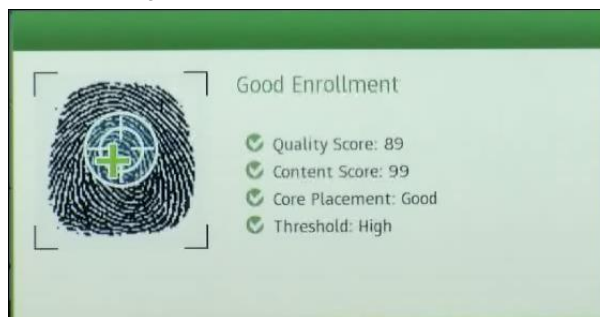 Good Enrollment
Quality Score: 89
Content Score: 99
Core Placement: Good
Threshold: High